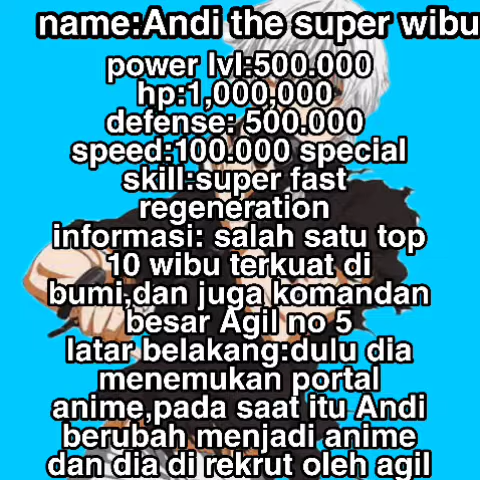 name:Andi the super wibu
power lvl:500.000
hp:1,000,000
defense: 500.000
speed:100.000 special
skill:super fast
regeneration
informasi: salah satu top
10 wibu terkuat di
bumi,dan juga komandan
besar Agil no 5
latar belakang:dulu dia
menemukan portal
anime,pada saat itu Andi
berubah menjadi anime
dan dia di rekrut oleh agil